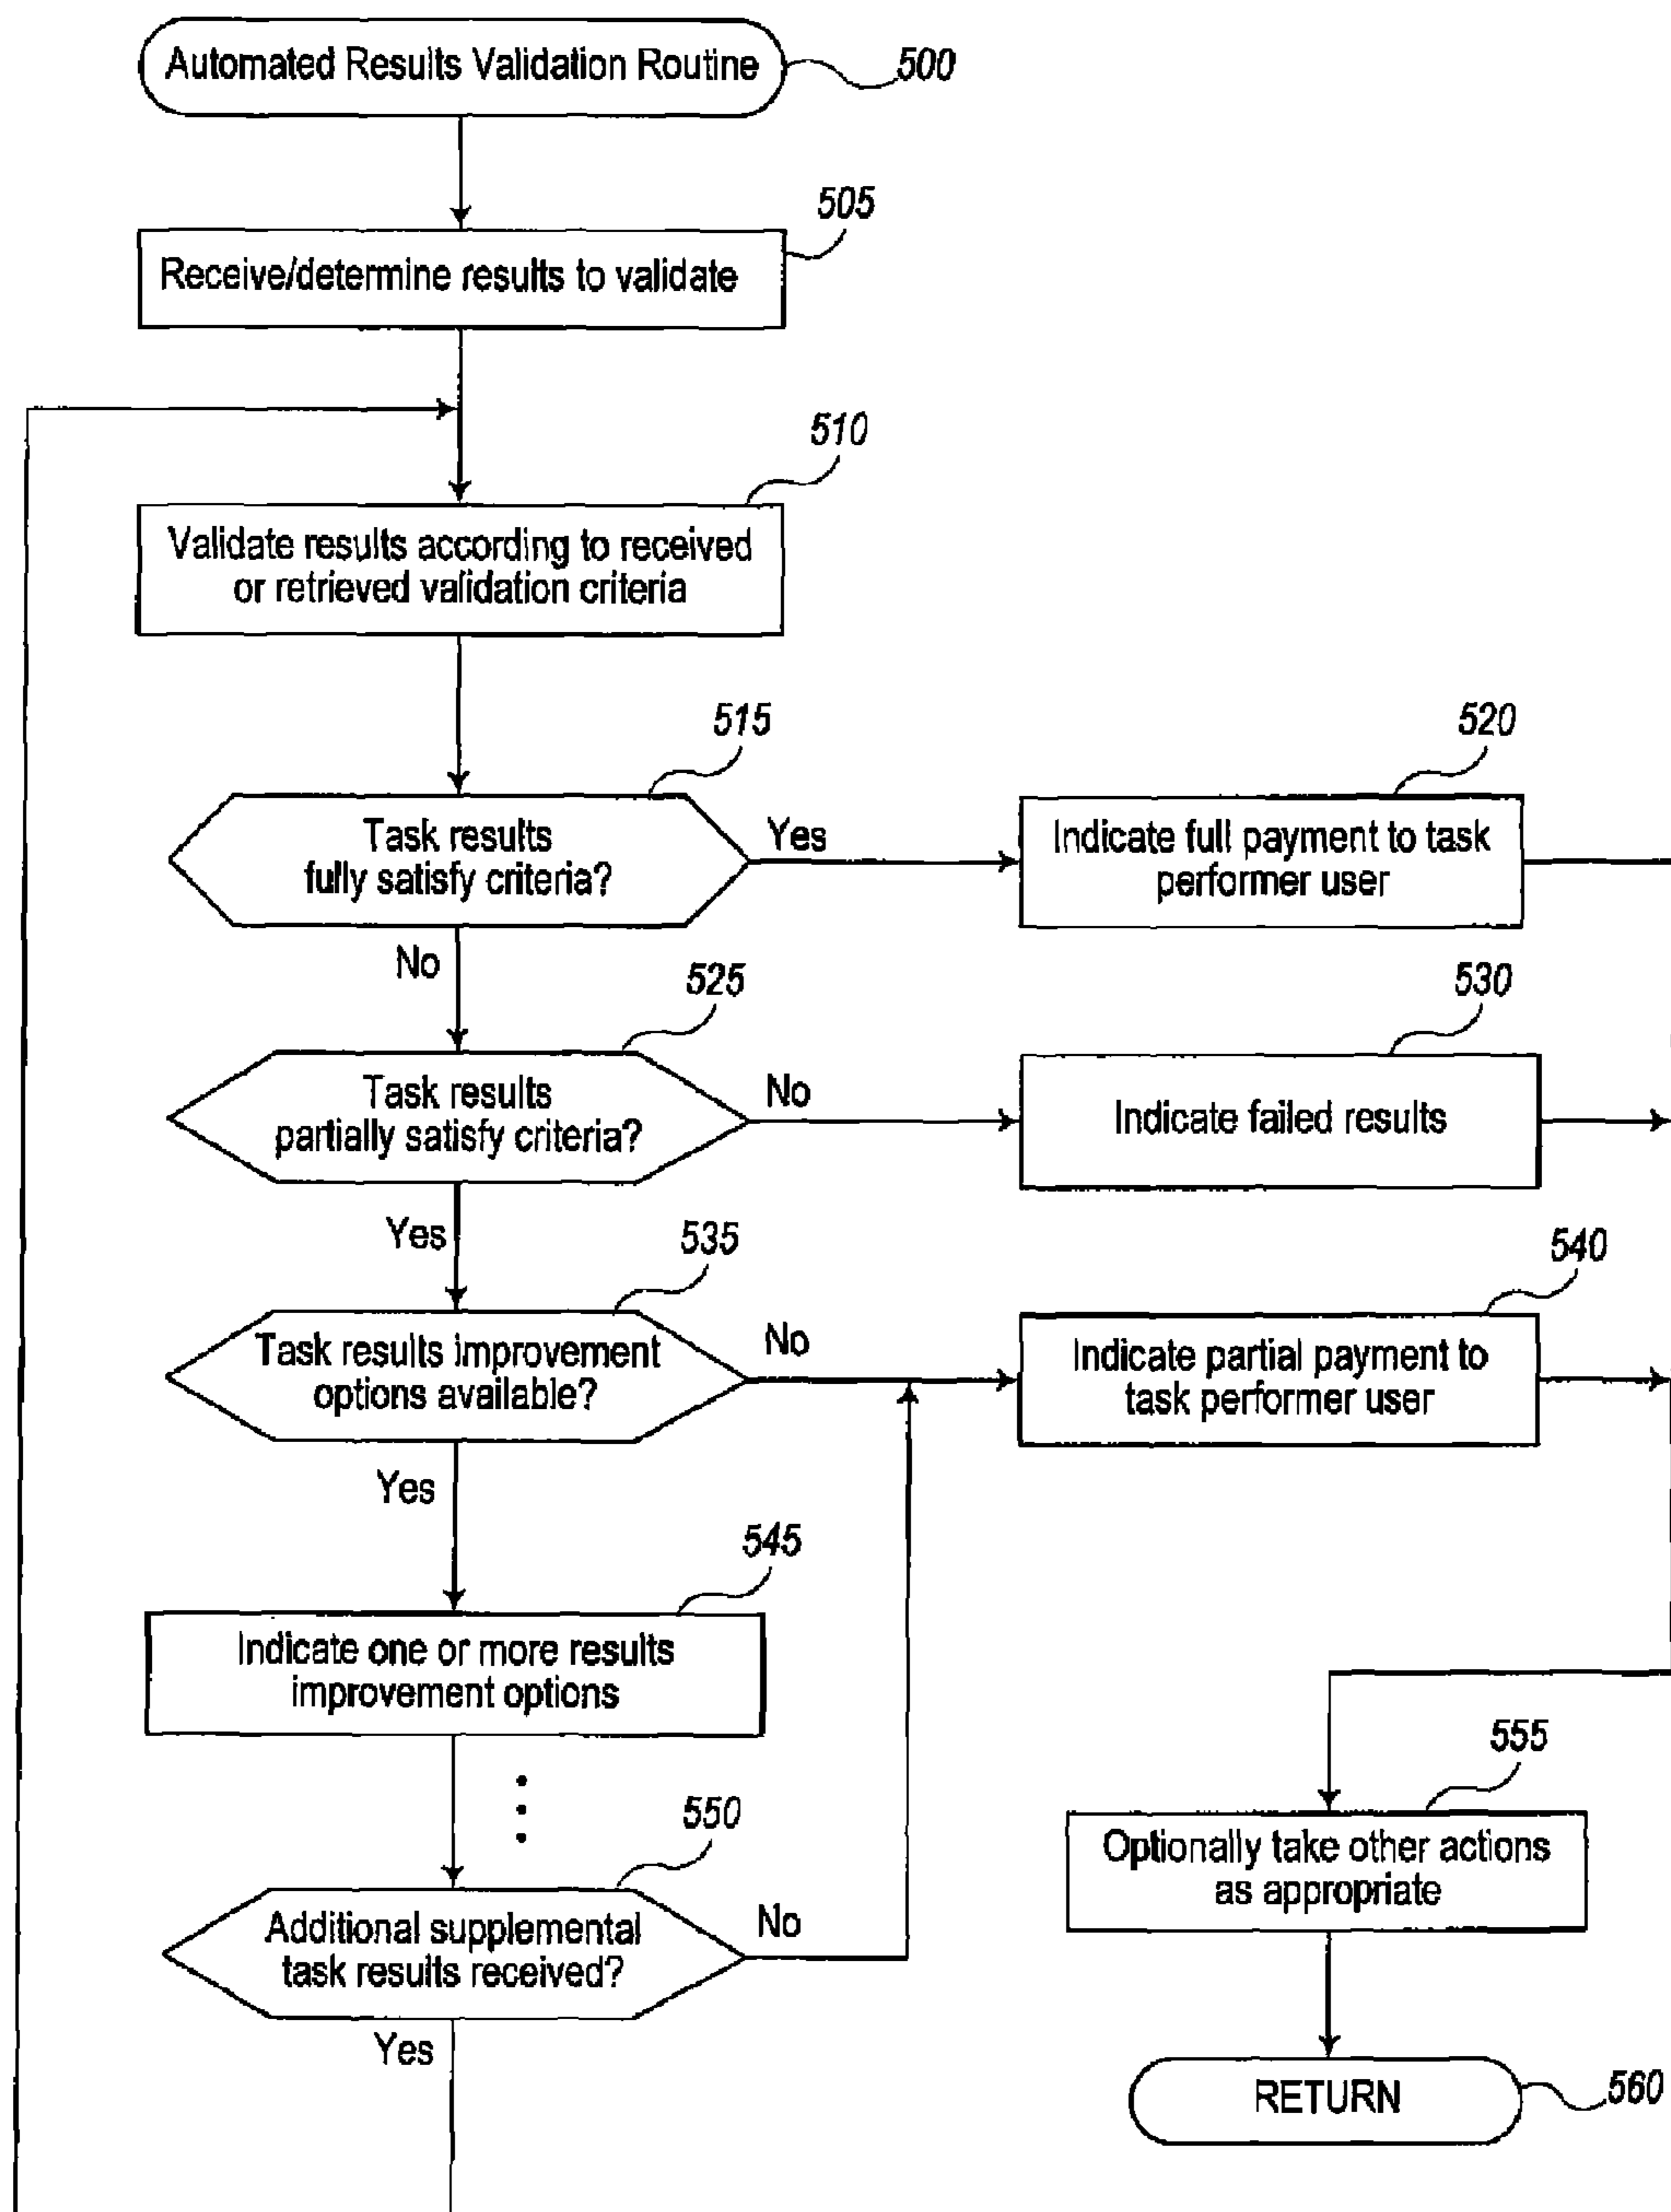 Automated Results Validation Routine
500
505
Receive/determine results to validate
510
Validate results according to received
or retrieved validation criteria
515
Task results
fully satisfy criteria?
Yes
520
Indicate full payment to task
performer user
No
525
Task results
partially satisfy criteria?
No
530
Indicate failed results
Yes
535
Task results improvement
options available?
No
540
Indicate partial payment to
task performer user
Yes
545
Indicate one or more results
improvement options
550
Additional supplemental
task results received?
No
Yes
555
Optionally take other actions
as appropriate
RETURN
560